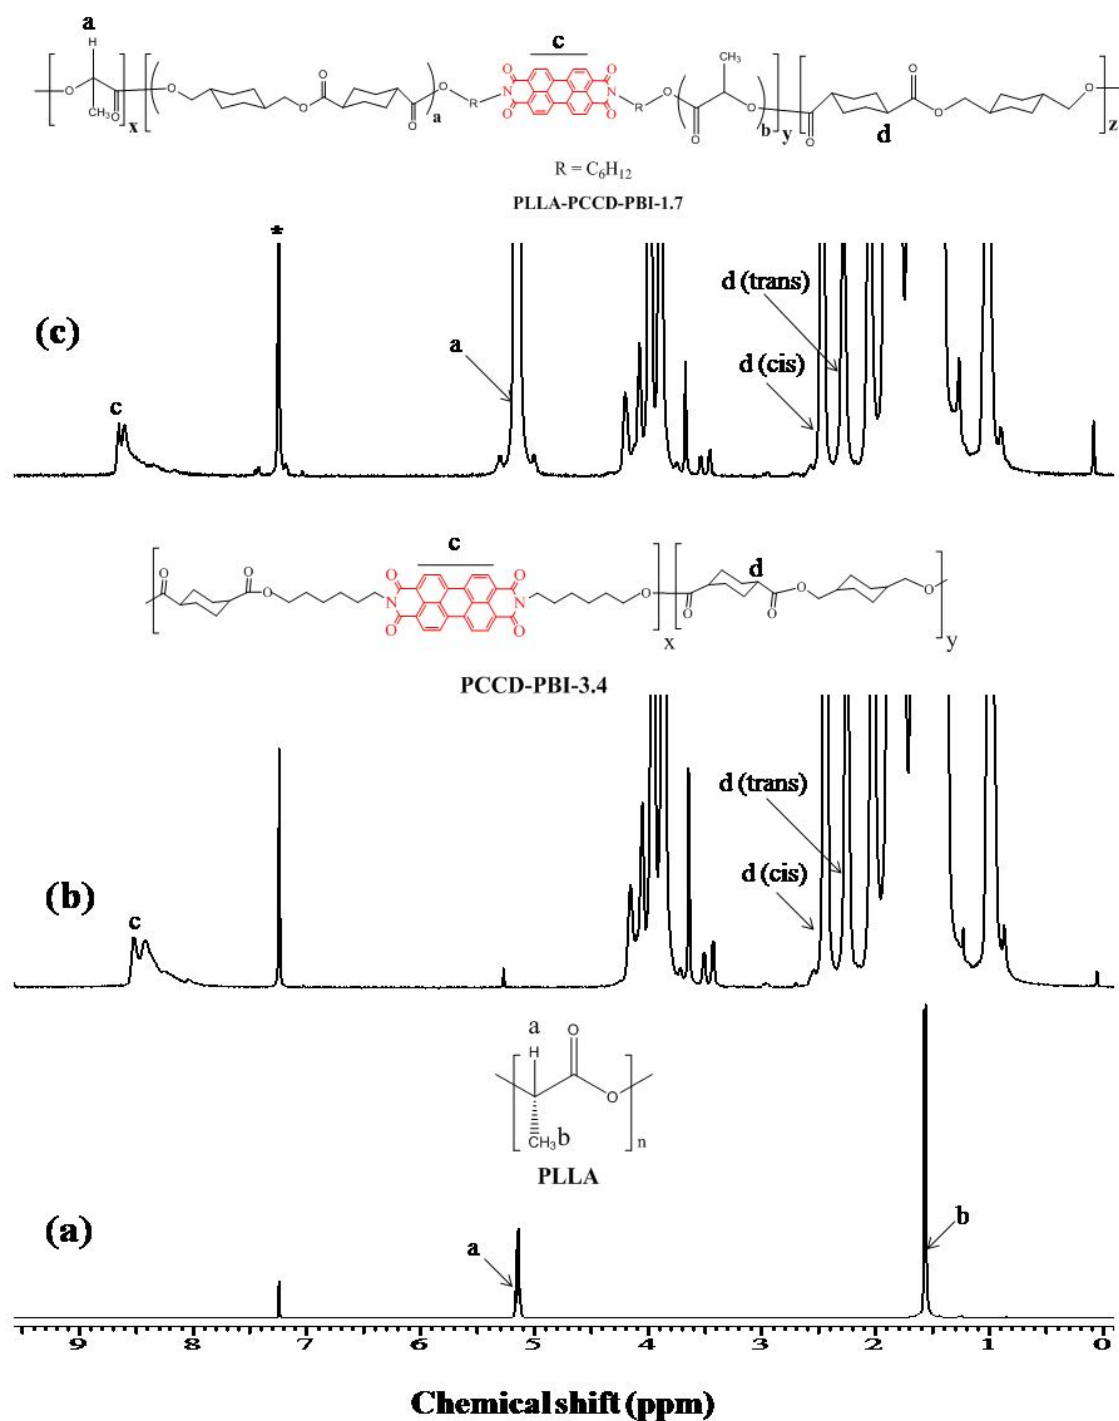 a
c
H
O
CH3
O
x
O
O
O
O
a
O
R
N
O
O
O
O
N
R
O
CH3
O
O
b
y
O
O
O
d
O
z
R = C6H12
PLLA-PCCD-PBI-1.7
*
(c)
c
a
d (trans)
d (cis)
c
O
O
O
N
O
O
O
O
N
O
x
O
d
O
O
O
y
PCCD-PBI-3.4
(b)
c
d (trans)
d (cis)
a
H
O
O
CH3 b
n
PLLA
(a)
a
b
9 8 7 6 5 4 3 2 1 0
Chemical shift (ppm)